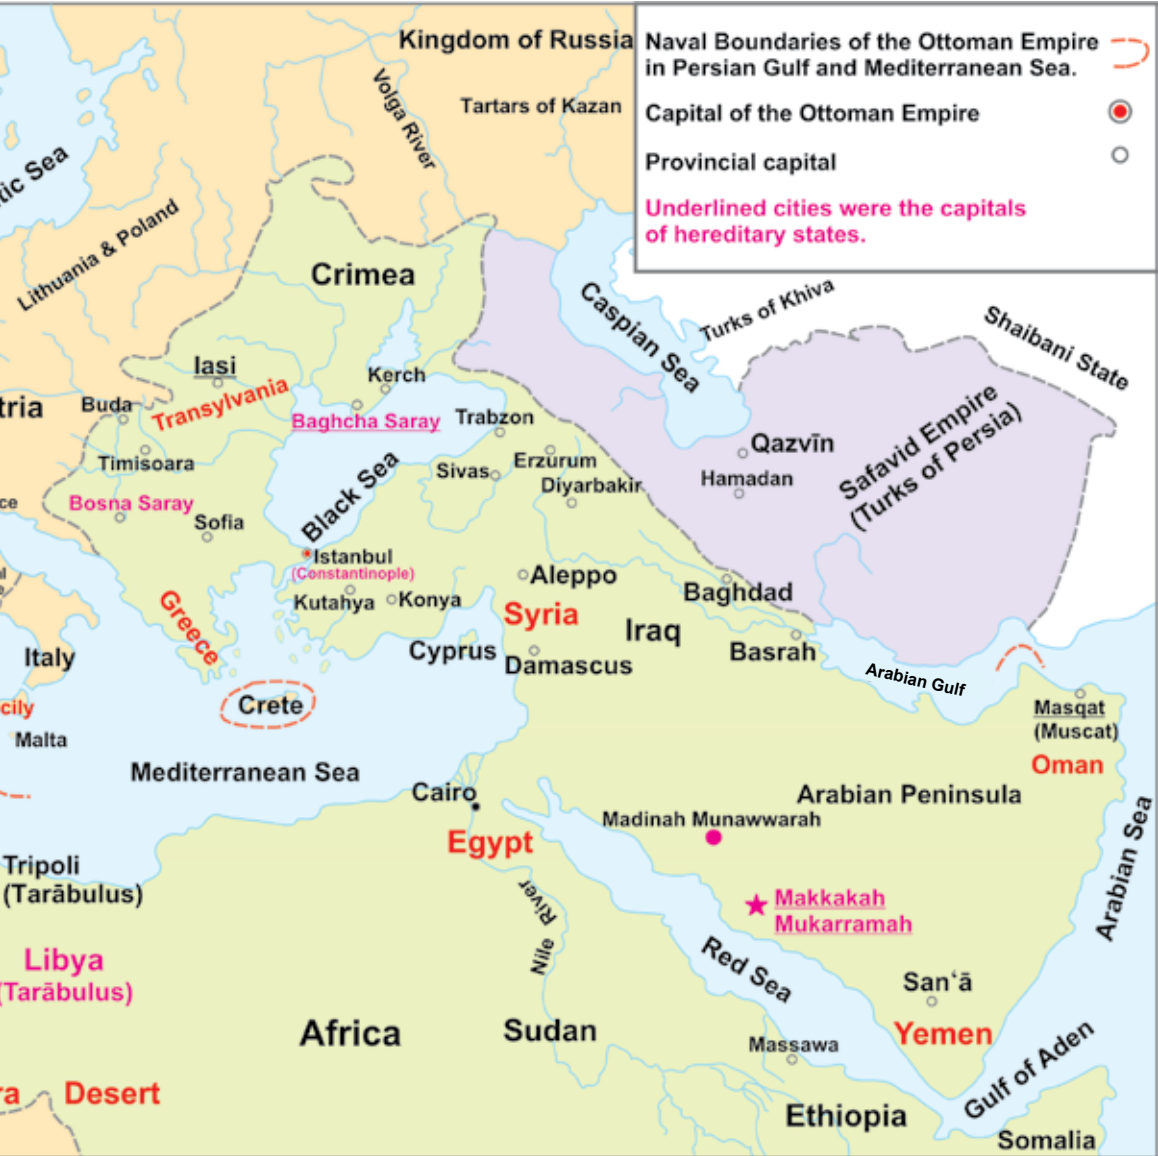 Kingdom of Russia
Naval Boundaries of the Ottoman Empire
in Persian Gulf and Mediterranean Sea.
Capital of the Ottoman Empire
Provincial capital
Underlined cities were the capitals
of hereditary states.
Volga River
Tartars of Kazan
tic Sea
Lithuania & Poland
Crimea
Caspian Sea
Turks of Khiva
Shaibani State
Iasi
Kerch
tria
Buda
Transylvania
Baghcha Saray
Trabzon
Qazvīn
Safavid Empire
(Turks of Persia)
Timisoara
Black Sea
Sivas
Erzurum
Hamadan
Diyarbakir
ce
Bosna Saray
Sofia
Istanbul
(Constantinople)
Aleppo
Baghdad
Kutahya
Konya
Greece
Syria
Iraq
Italy
Cyprus
Damascus
Basrah
Arabian Gulf
cily
Crete
Masqat
(Muscat)
Malta
Oman
Mediterranean Sea
Cairo
Arabian Peninsula
Madinah Munawwarah
Egypt
Arabian Sea
Tripoli
(Tarābulus)
Nile River
Makkakah
Mukarramah
Libya
(Tarābulus)
Red Sea
San‘ā
Yemen
Africa
Sudan
Massawa
Gulf of Aden
ra Desert
Ethiopia
Somalia